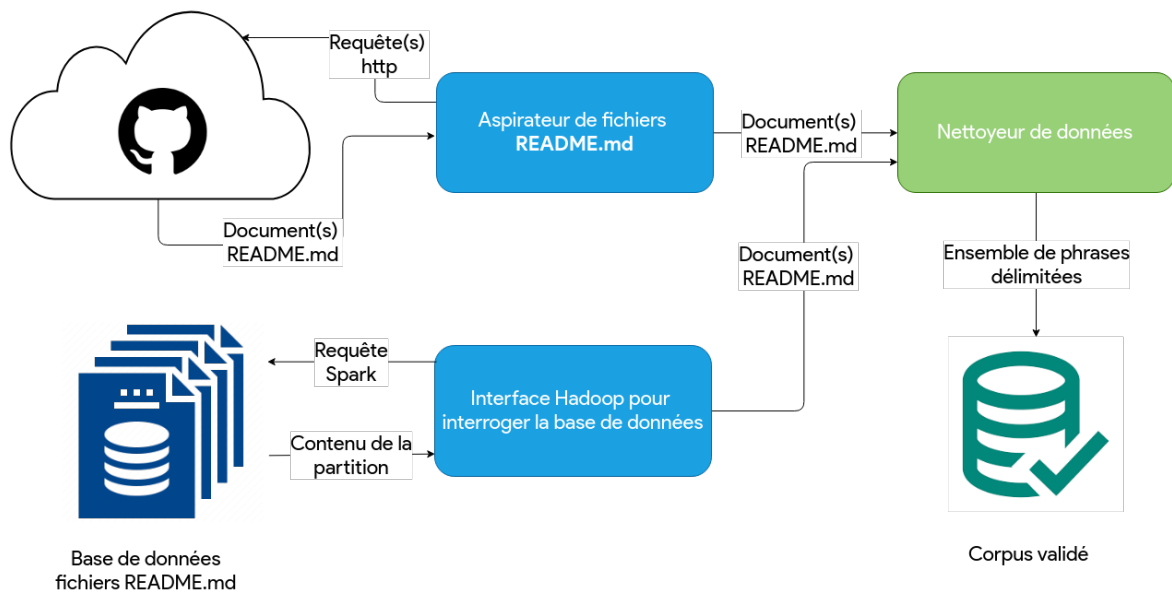 Requête(s)
http
Aspirateur de fichiers
README.md
Document(s)
README.md
Nettoyeur de données
Document(s)
README.md
Document(s)
README.md
Ensemble de phrases
délimitées
Requête
Spark
Interface Hadoop pour
interroger la base de données
Contenu de la
partition
Base de données
fichiers README.md
Corpus validé